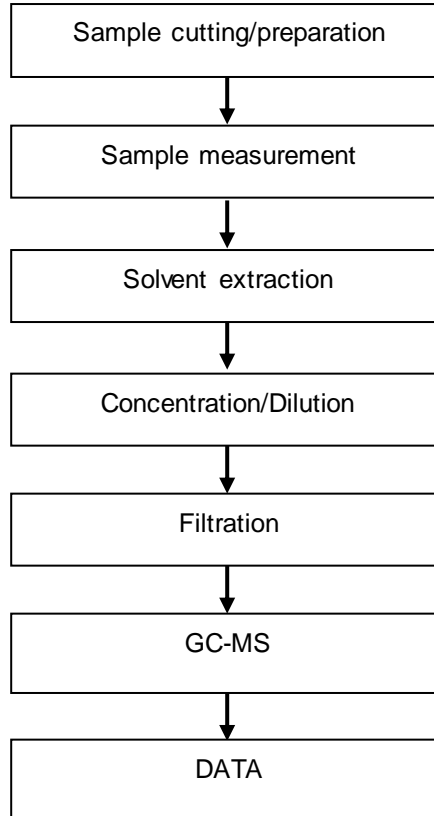 Sample cutting/preparation
Sample measurement
Solvent extraction
Concentration/Dilution
Filtration
GC-MS
DATA